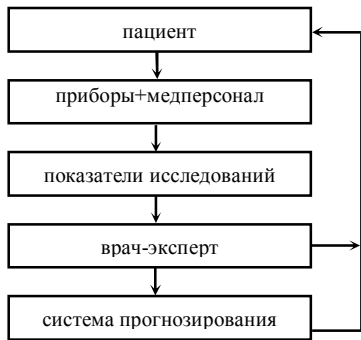 пациент
приборы+медперсонал
показатели исследований
врач-эксперт
система прогнозирования